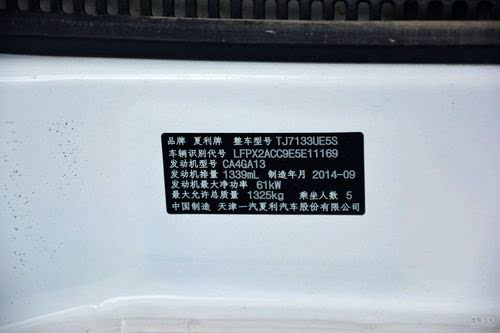 品牌 夏利牌 整车型号 TJ7133UE5S
车辆识别代号 LFPX2ACC9E5E11169
发动机型号 CA4GA13
发动机排量 1339mL 制造年月 2014-09
发动机最大净功率 61kW
最大允许总质量 1325kg 乘坐人数 5
中国制造 天津一汽夏利汽车股份有限公司